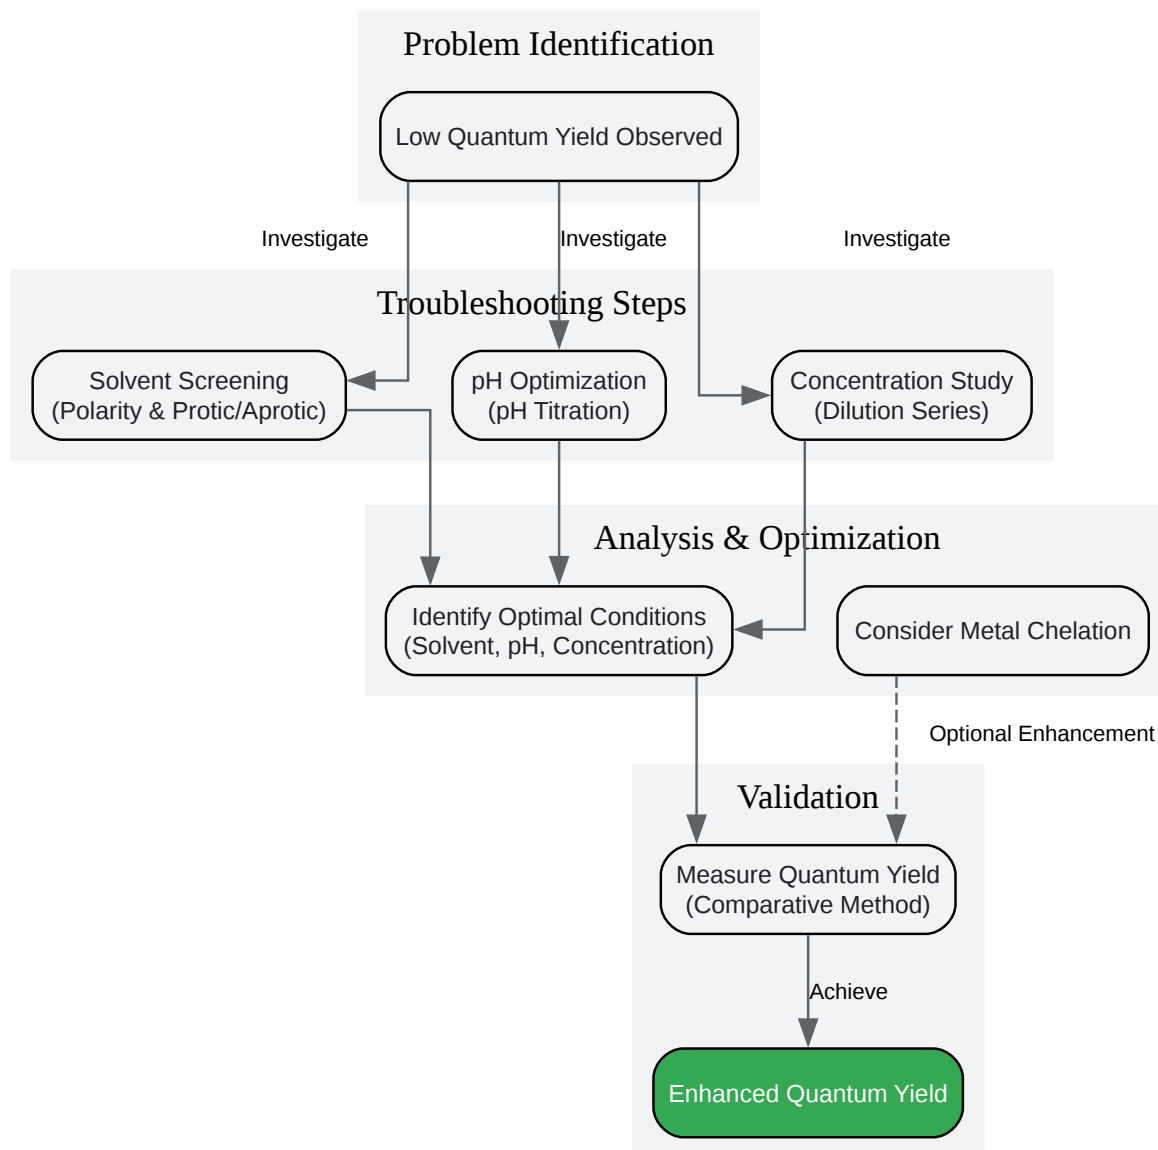 Problem Identification
Low Quantum Yield Observed
Investigate
Investigate
Investigate
Troubleshooting Steps
Solvent Screening
(Polarity & Protic/Aprotic)
pH Optimization
(pH Titration)
Concentration Study
(Dilution Series)
Analysis & Optimization
Identify Optimal Conditions
(Solvent, pH, Concentration)
Consider Metal Chelation
Optional Enhancement
Validation
Measure Quantum Yield
(Comparative Method)
Achieve
Enhanced Quantum Yield